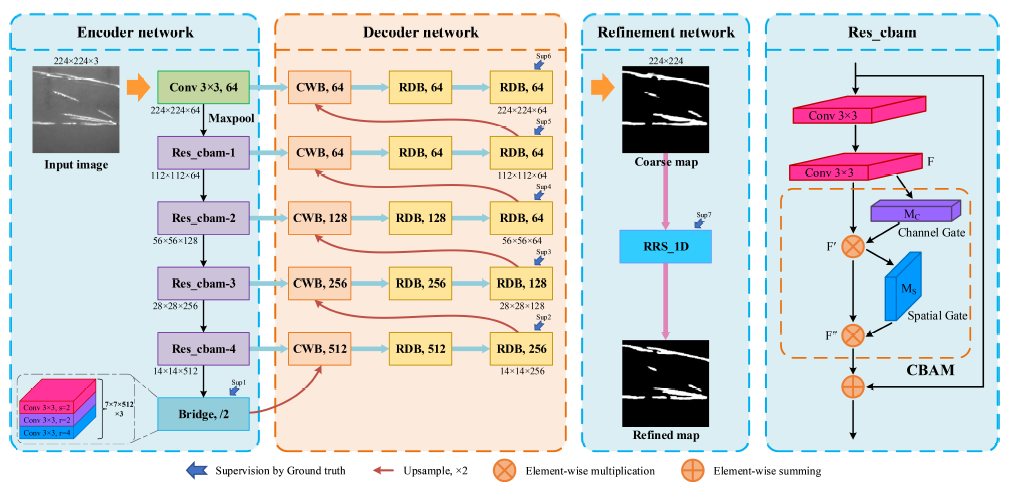 Encoder network
224×224×3
Input image
Conv 3×3, 64
224×224×64
Maxpool
Res_cbam-1
112×112×64
Res_cbam-2
56×56×128
Res_cbam-3
28×28×256
Res_cbam-4
14×14×512
Sup1
Bridge, /2
Conv 3×3, s=2
Conv 3×3, r=2
Conv 3×3, r=4
7×7×512
×3
Decoder network
Sup6
CWB, 64
RDB, 64
RDB, 64
224×224×64
Sup5
CWB, 64
RDB, 64
RDB, 64
112×112×64
Sup4
CWB, 128
RDB, 128
RDB, 64
56×56×64
Sup3
CWB, 256
RDB, 256
RDB, 128
28×28×128
Sup2
CWB, 512
RDB, 512
RDB, 256
14×14×256
Refinement network
224×224
Coarse map
Sup7
RRS_1D
Refined map
Res_cbam
Conv 3×3
Conv 3×3
F
M_C
Channel Gate
F′
M_S
Spatial Gate
F″
CBAM
Supervision by Ground truth
Upsample, ×2
Element-wise multiplication
Element-wise summing